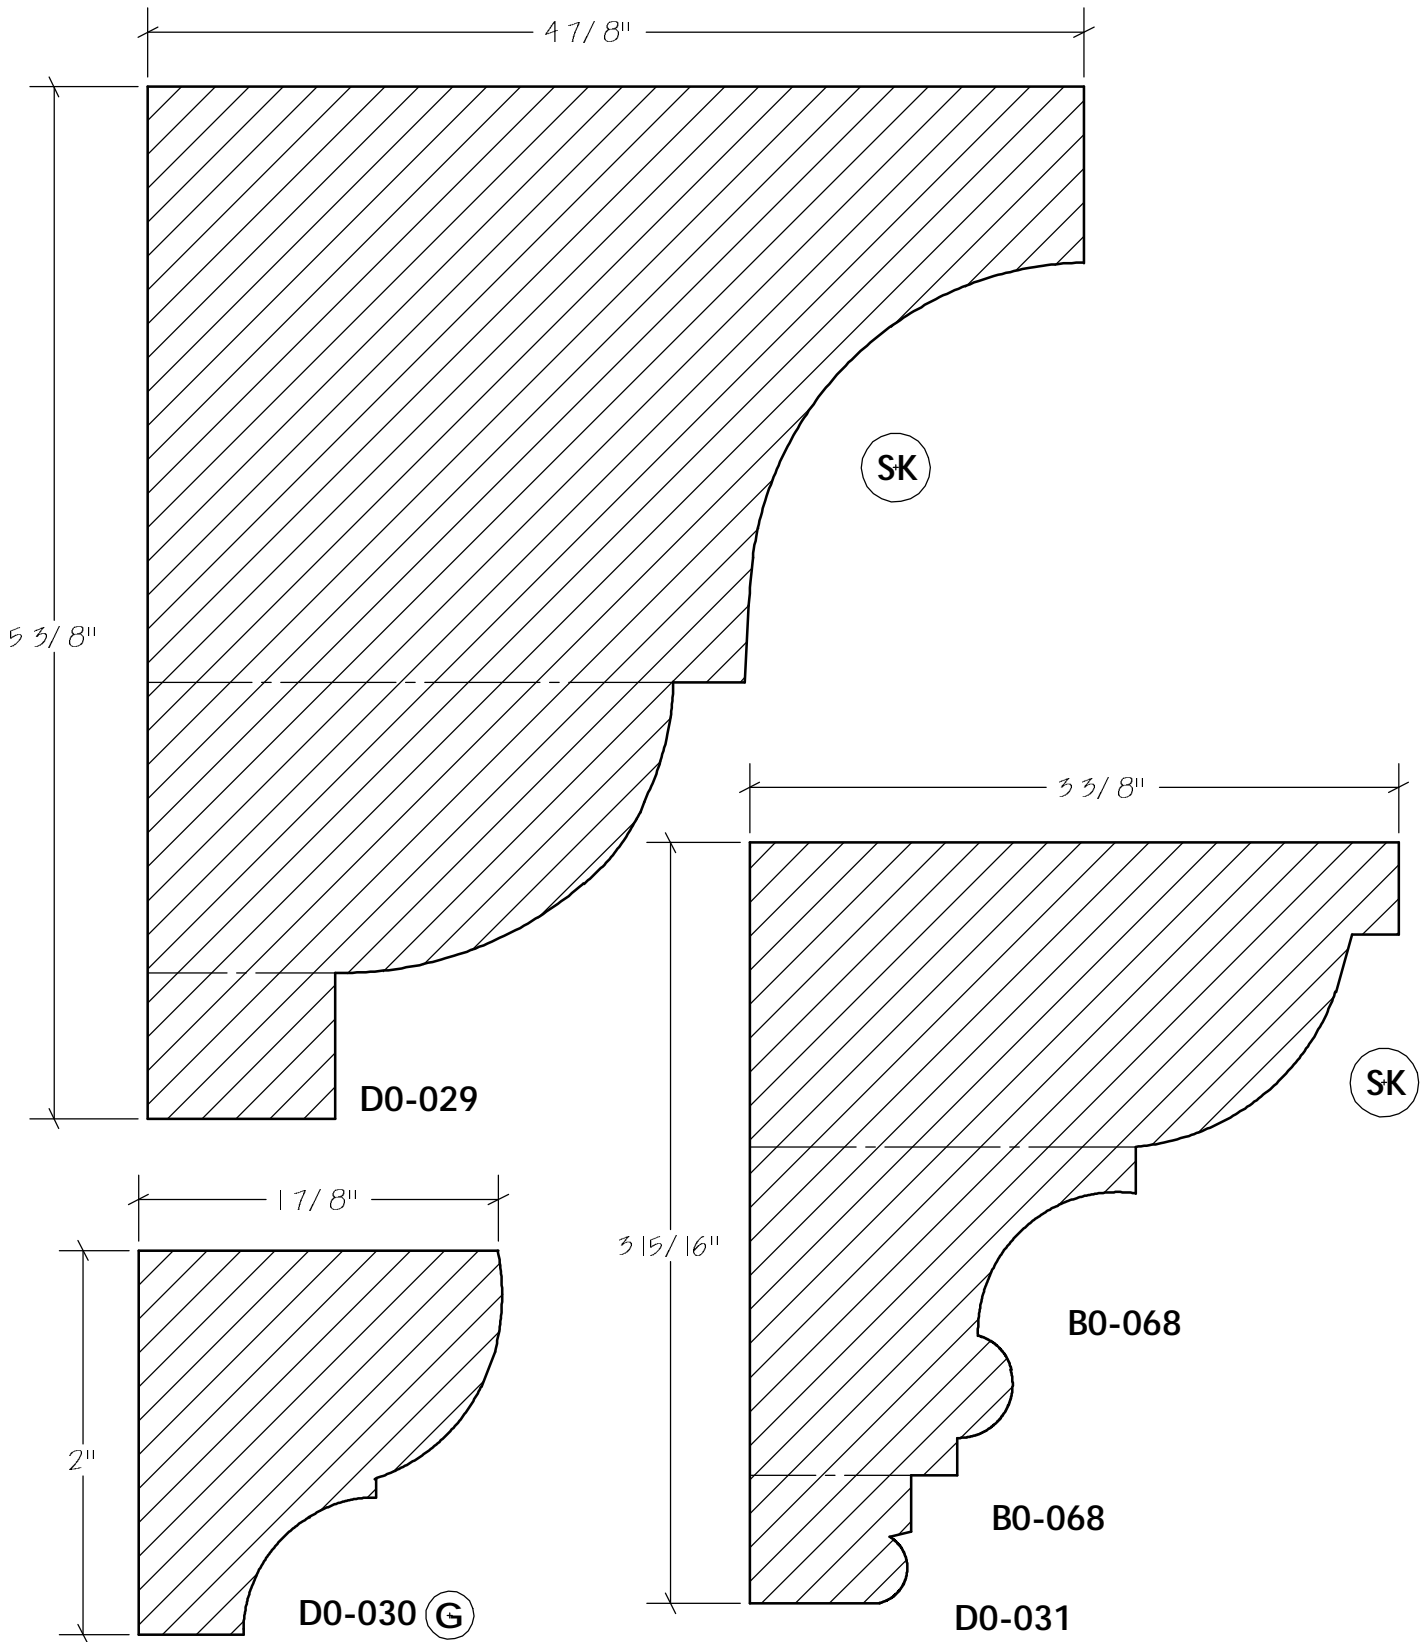 4 7/8"
5 3/8"
SK
D0-029
3 3/8"
3 15/16"
SK
B0-068
B0-068
D0-031
1 7/8"
2"
D0-030 G